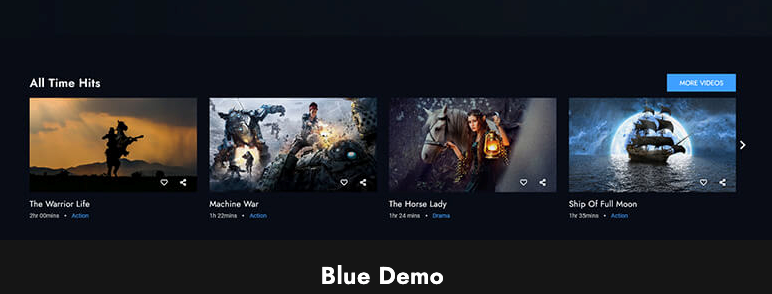 All Time Hits
MORE VIDEOS
The Warrior Life
2hr 00mins • Action
Machine War
1h 22mins • Action
The Horse Lady
1hr 24 mins • Drama
Ship Of Full Moon
1hr 35mins • Action
Blue Demo